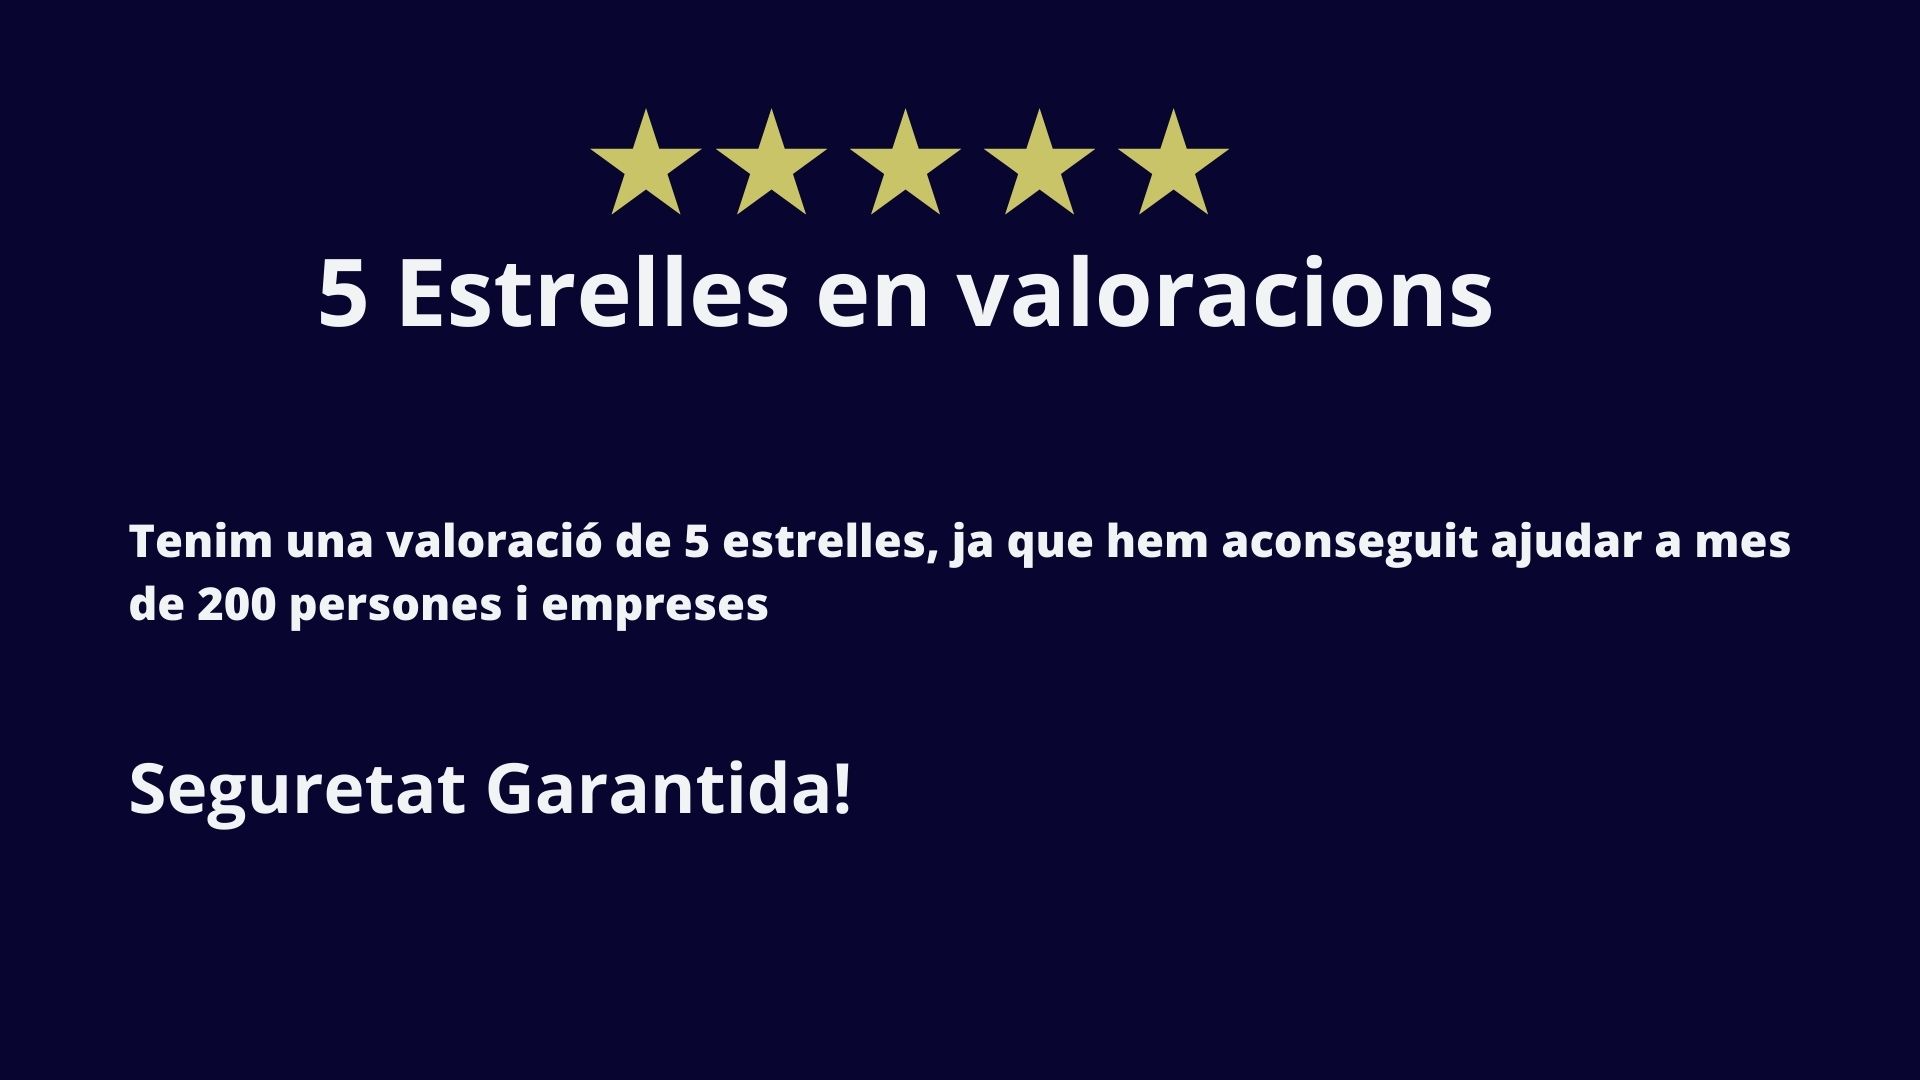 5 Estrelles en valoracions
Tenim una valoració de 5 estrelles, ja que hem aconseguit ajudar a mes
de 200 persones i empreses
Seguretat Garantida!